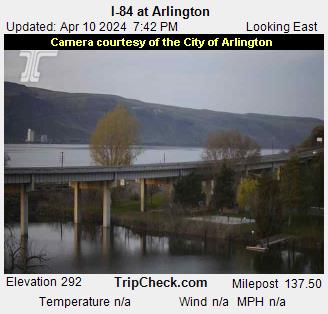 I-84 at Arlington
Updated: Apr 10 2024 7:42 PM Looking East
Camera courtesy of the City of Arlington
Elevation 292 TripCheck.com Milepost 137.50
Temperature n/a Wind n/a MPH n/a